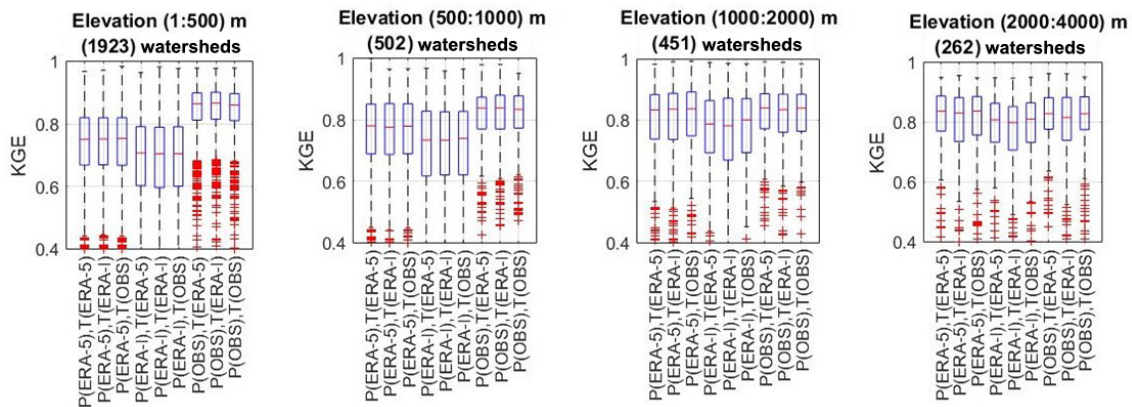 Elevation (1:500) m
(1923) watersheds
KGE
1
0.8
0.6
0.4
P(ERA-5),T(ERA-5)
P(ERA-5),T(ERA-I)
P(ERA-5),T(OBS)
P(ERA-I),T(ERA-5)
P(ERA-I),T(ERA-I)
P(ERA-I),T(OBS)
P(OBS),T(ERA-5)
P(OBS),T(ERA-I)
P(OBS),T(OBS)
Elevation (500:1000) m
(502) watersheds
KGE
1
0.8
0.6
0.4
P(ERA-5),T(ERA-5)
P(ERA-5),T(ERA-I)
P(ERA-5),T(OBS)
P(ERA-I),T(ERA-5)
P(ERA-I),T(ERA-I)
P(ERA-I),T(OBS)
P(OBS),T(ERA-5)
P(OBS),T(ERA-I)
P(OBS),T(OBS)
Elevation (1000:2000) m
(451) watersheds
KGE
1
0.8
0.6
0.4
P(ERA-5),T(ERA-5)
P(ERA-5),T(ERA-I)
P(ERA-5),T(OBS)
P(ERA-I),T(ERA-5)
P(ERA-I),T(ERA-I)
P(ERA-I),T(OBS)
P(OBS),T(ERA-5)
P(OBS),T(ERA-I)
P(OBS),T(OBS)
Elevation (2000:4000) m
(262) watersheds
KGE
1
0.8
0.6
0.4
P(ERA-5),T(ERA-5)
P(ERA-5),T(ERA-I)
P(ERA-5),T(OBS)
P(ERA-I),T(ERA-5)
P(ERA-I),T(ERA-I)
P(ERA-I),T(OBS)
P(OBS),T(ERA-5)
P(OBS),T(ERA-I)
P(OBS),T(OBS)